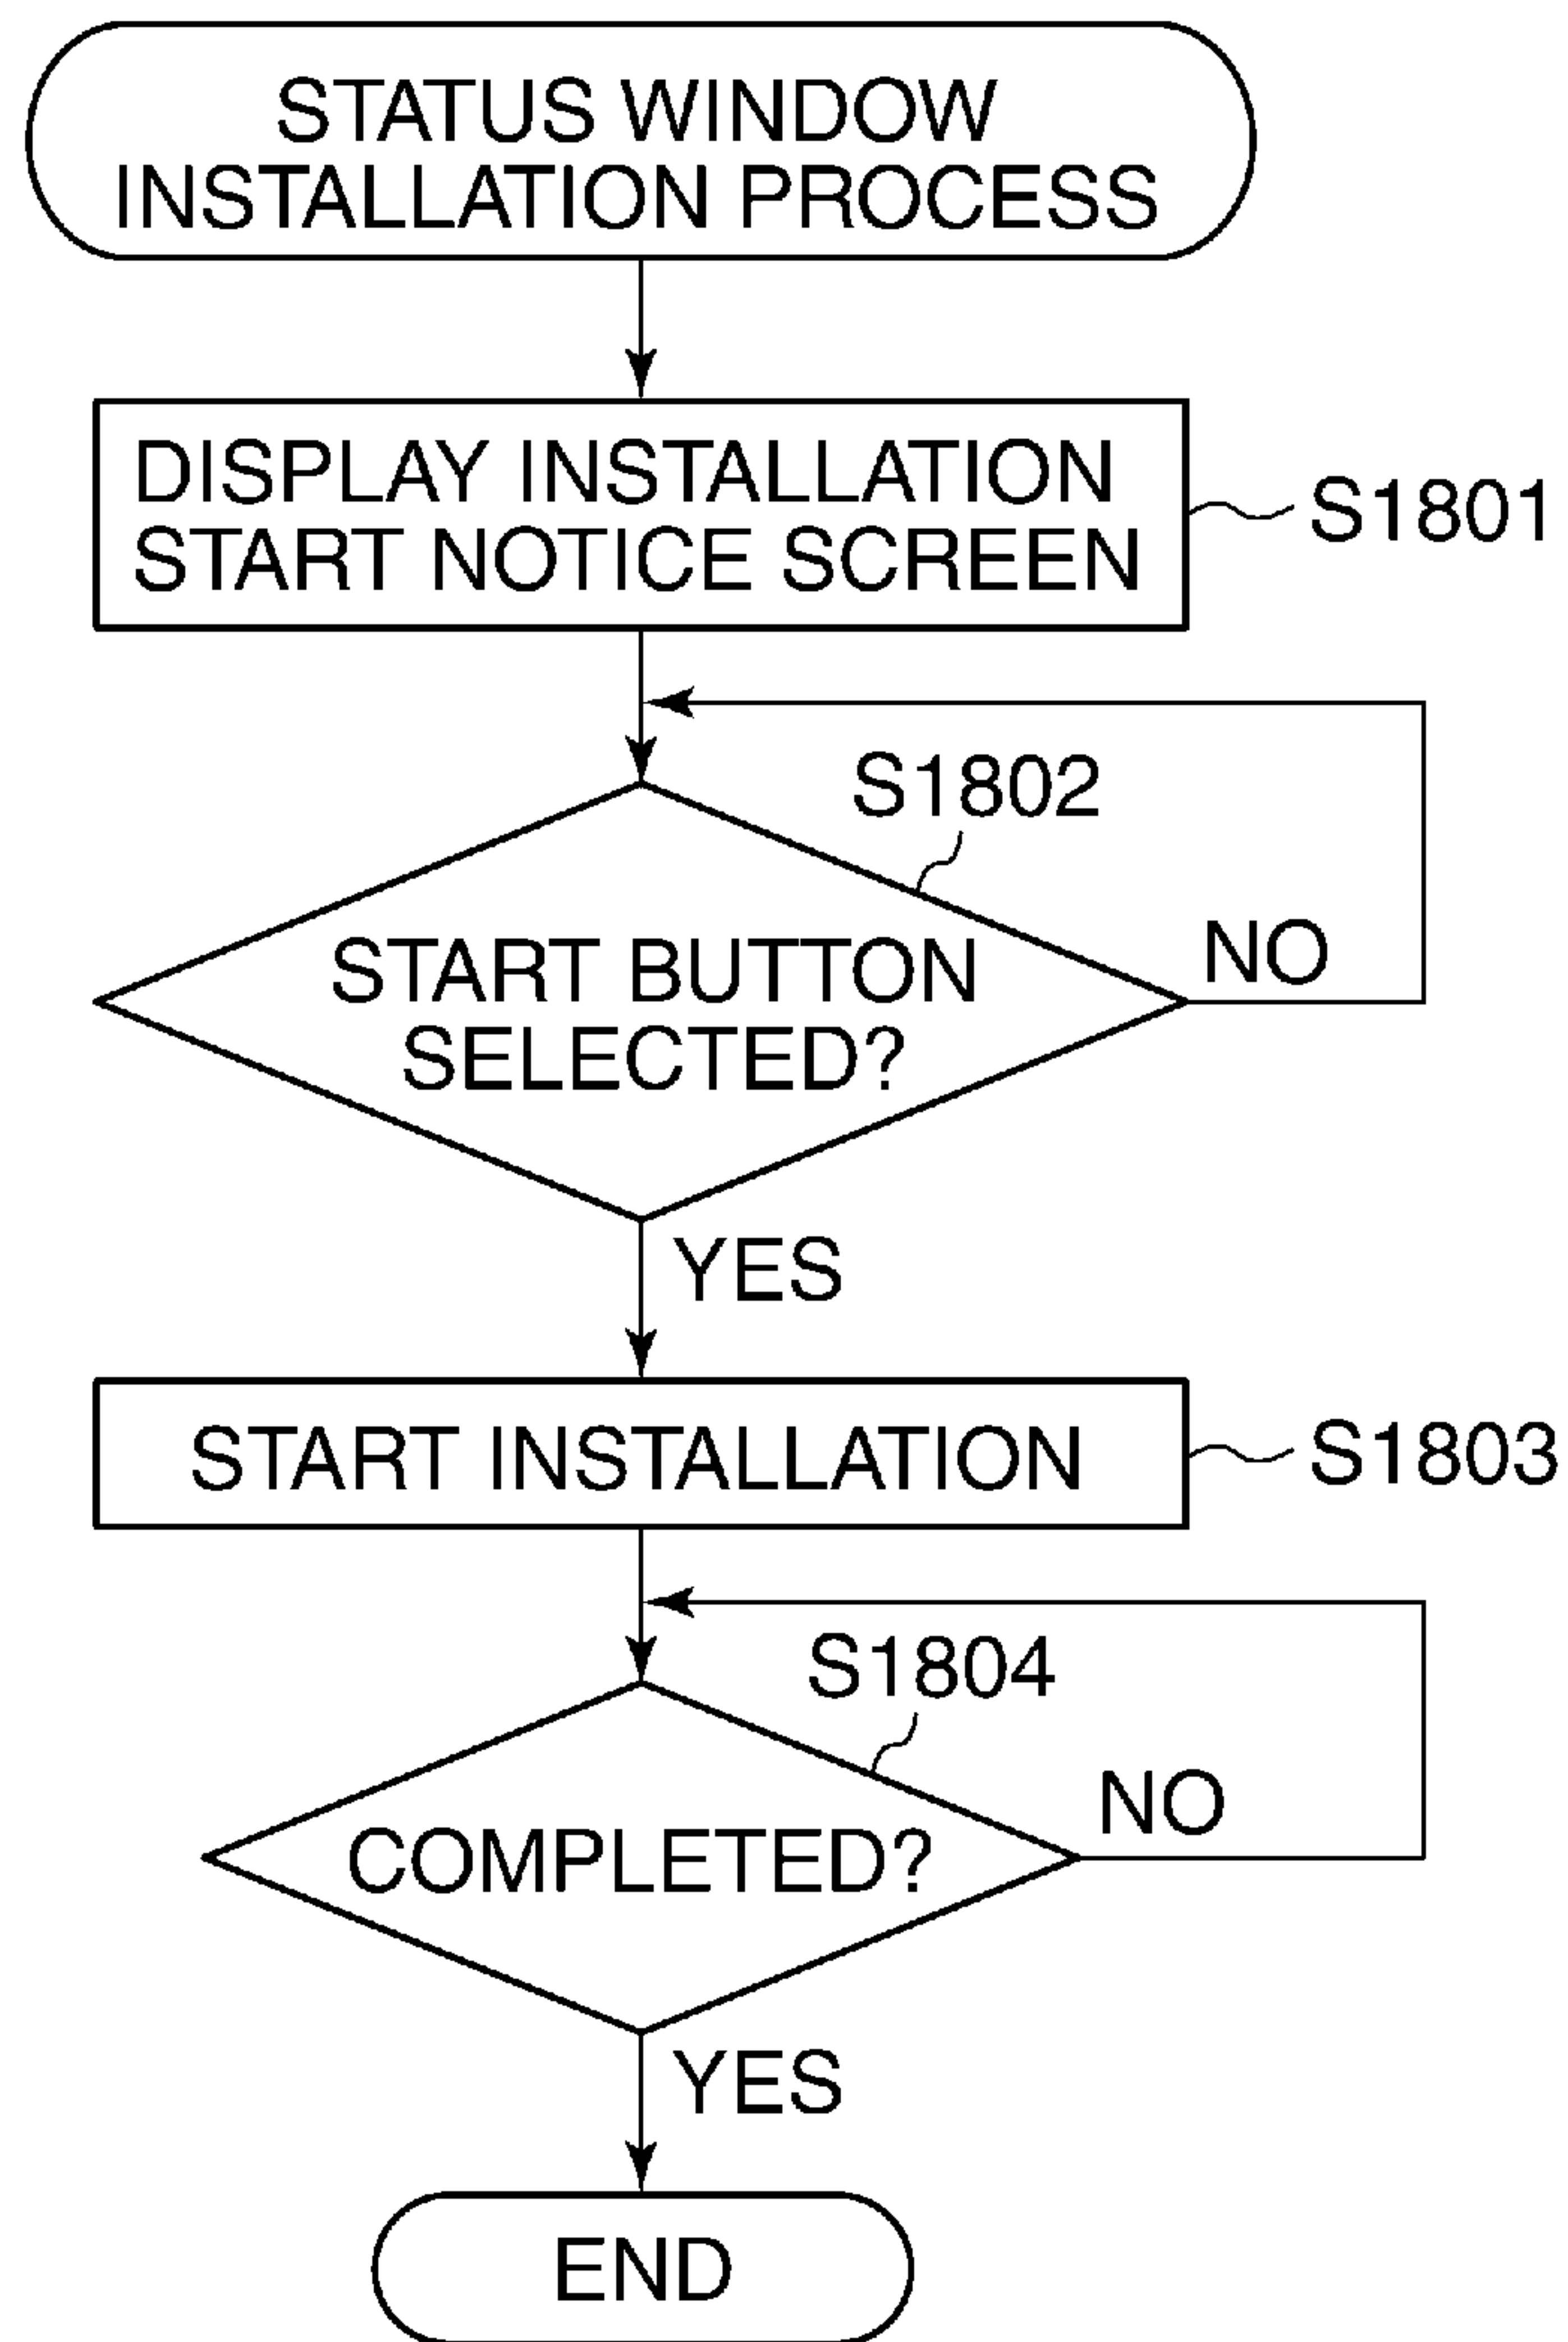 STATUS WINDOW
INSTALLATION PROCESS
DISPLAY INSTALLATION
START NOTICE SCREEN
S1801
S1802
START BUTTON
SELECTED?
NO
YES
START INSTALLATION
S1803
S1804
COMPLETED?
NO
YES
END